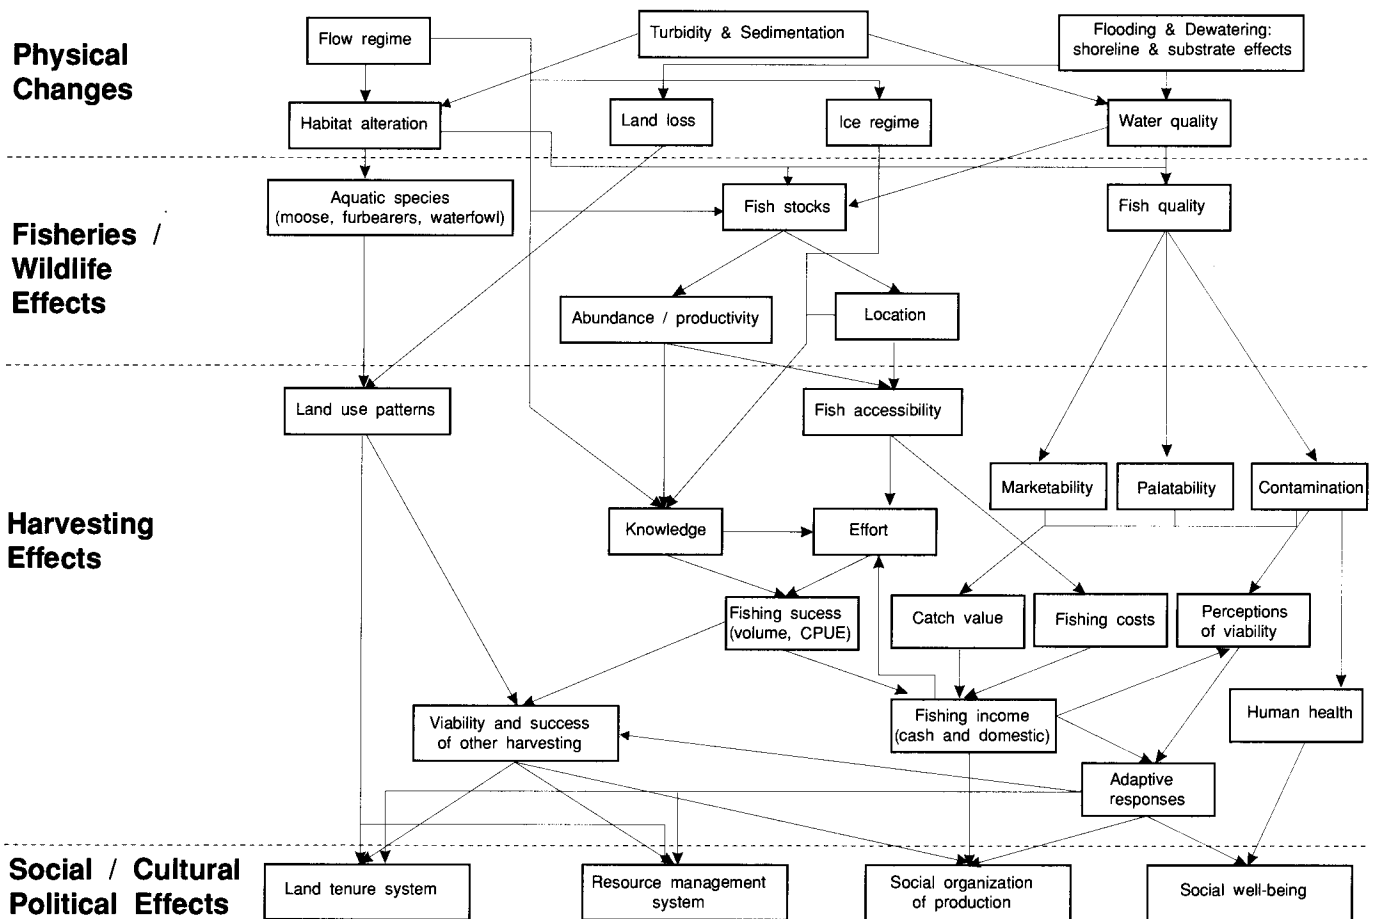 Physical
Changes
Flow regime
Turbidity & Sedimentation
Flooding & Dewatering:
shoreline & substrate effects
Habitat alteration
Land loss
Ice regime
Water quality
Fisheries /
Wildlife
Effects
Aquatic species
(moose, furbearers, waterfowl)
Fish stocks
Fish quality
Abundance / productivity
Location
Harvesting
Effects
Land use patterns
Fish accessibility
Marketability
Palatability
Contamination
Knowledge
Effort
Fishing sucess
(volume, CPUE)
Catch value
Fishing costs
Perceptions
of viability
Viability and success
of other harvesting
Fishing income
(cash and domestic)
Human health
Adaptive
responses
Social / Cultural
Political Effects
Land tenure system
Resource management
system
Social organization
of production
Social well-being